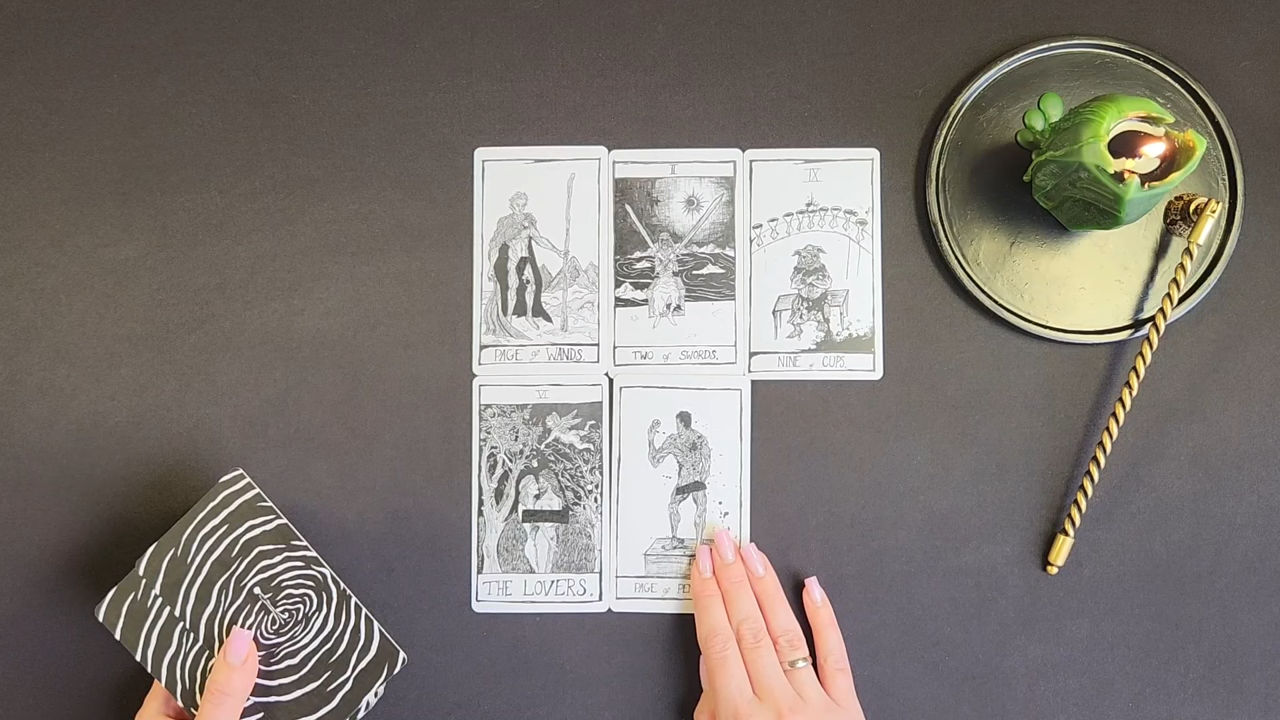 PAGE of WANDS.
II
TWO of SWORDS.
IX
NINE of CUPS.
VI
THE LOVERS.
PAGE of